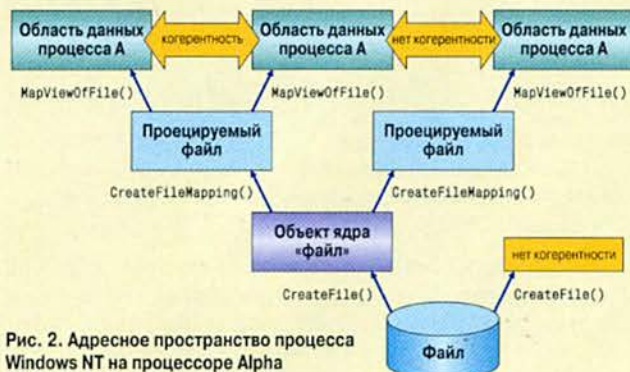 Область данных
процесса А
когерентность
Область данных
процесса А
нет когерентности
Область данных
процесса А
MapViewOfFile()
MapViewOfFile()
MapViewOfFile()
Проецируемый
файл
Проецируемый
файл
CreateFileMapping()
CreateFileMapping()
Объект ядра
«файл»
нет когерентности
CreateFile()
CreateFile()
Файл
Рис. 2. Адресное пространство процесса
Windows NT на процессоре Alpha